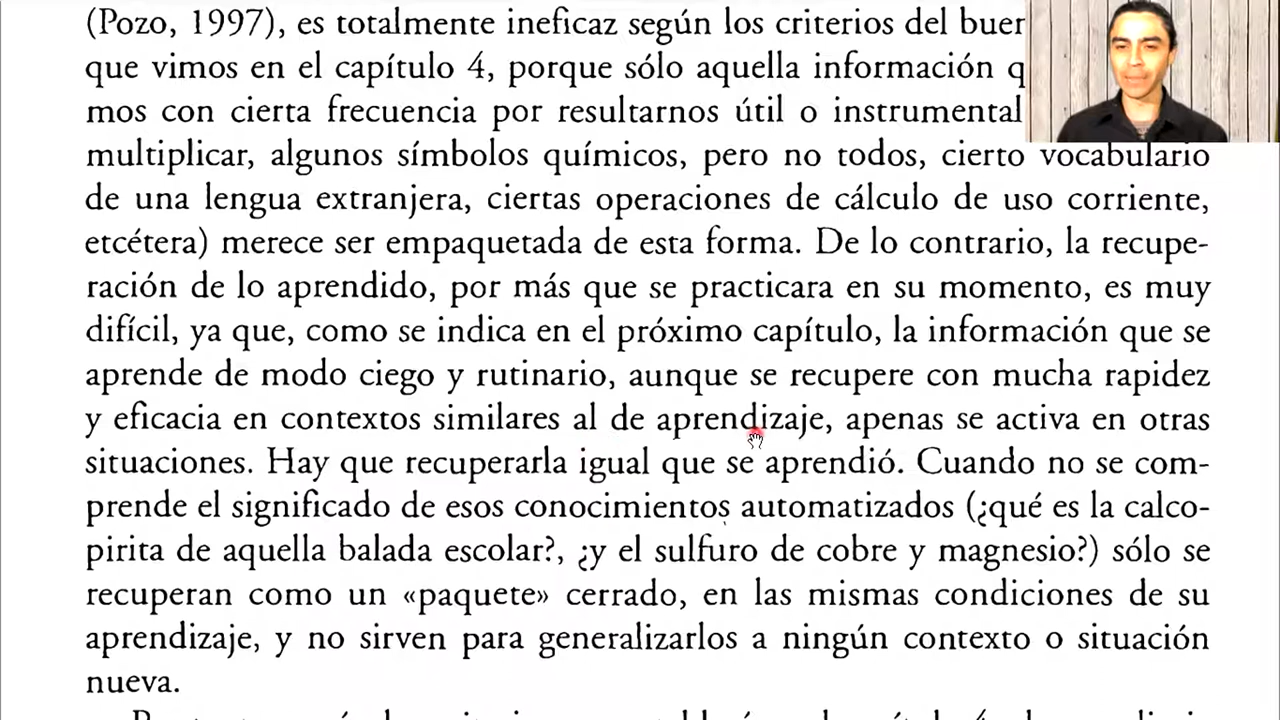 (Pozo, 1997), es totalmente ineficaz según los criterios del buen
que vimos en el capítulo 4, porque sólo aquella información q
mos con cierta frecuencia por resultarnos útil o instrumental
multiplicar, algunos símbolos químicos, pero no todos, cierto vocabulario
de una lengua extranjera, ciertas operaciones de cálculo de uso corriente,
etcétera) merece ser empaquetada de esta forma. De lo contrario, la recupe-
ración de lo aprendido, por más que se practicara en su momento, es muy
difícil, ya que, como se indica en el próximo capítulo, la información que se
aprende de modo ciego y rutinario, aunque se recupere con mucha rapidez
y eficacia en contextos similares al de aprendizaje, apenas se activa en otras
situaciones. Hay que recuperarla igual que se aprendió. Cuando no se com-
prende el significado de esos conocimientos automatizados (¿qué es la calco-
pirita de aquella balada escolar?, ¿y el sulfuro de cobre y magnesio?) sólo se
recuperan como un «paquete» cerrado, en las mismas condiciones de su
aprendizaje, y no sirven para generalizarlos a ningún contexto o situación
nueva.